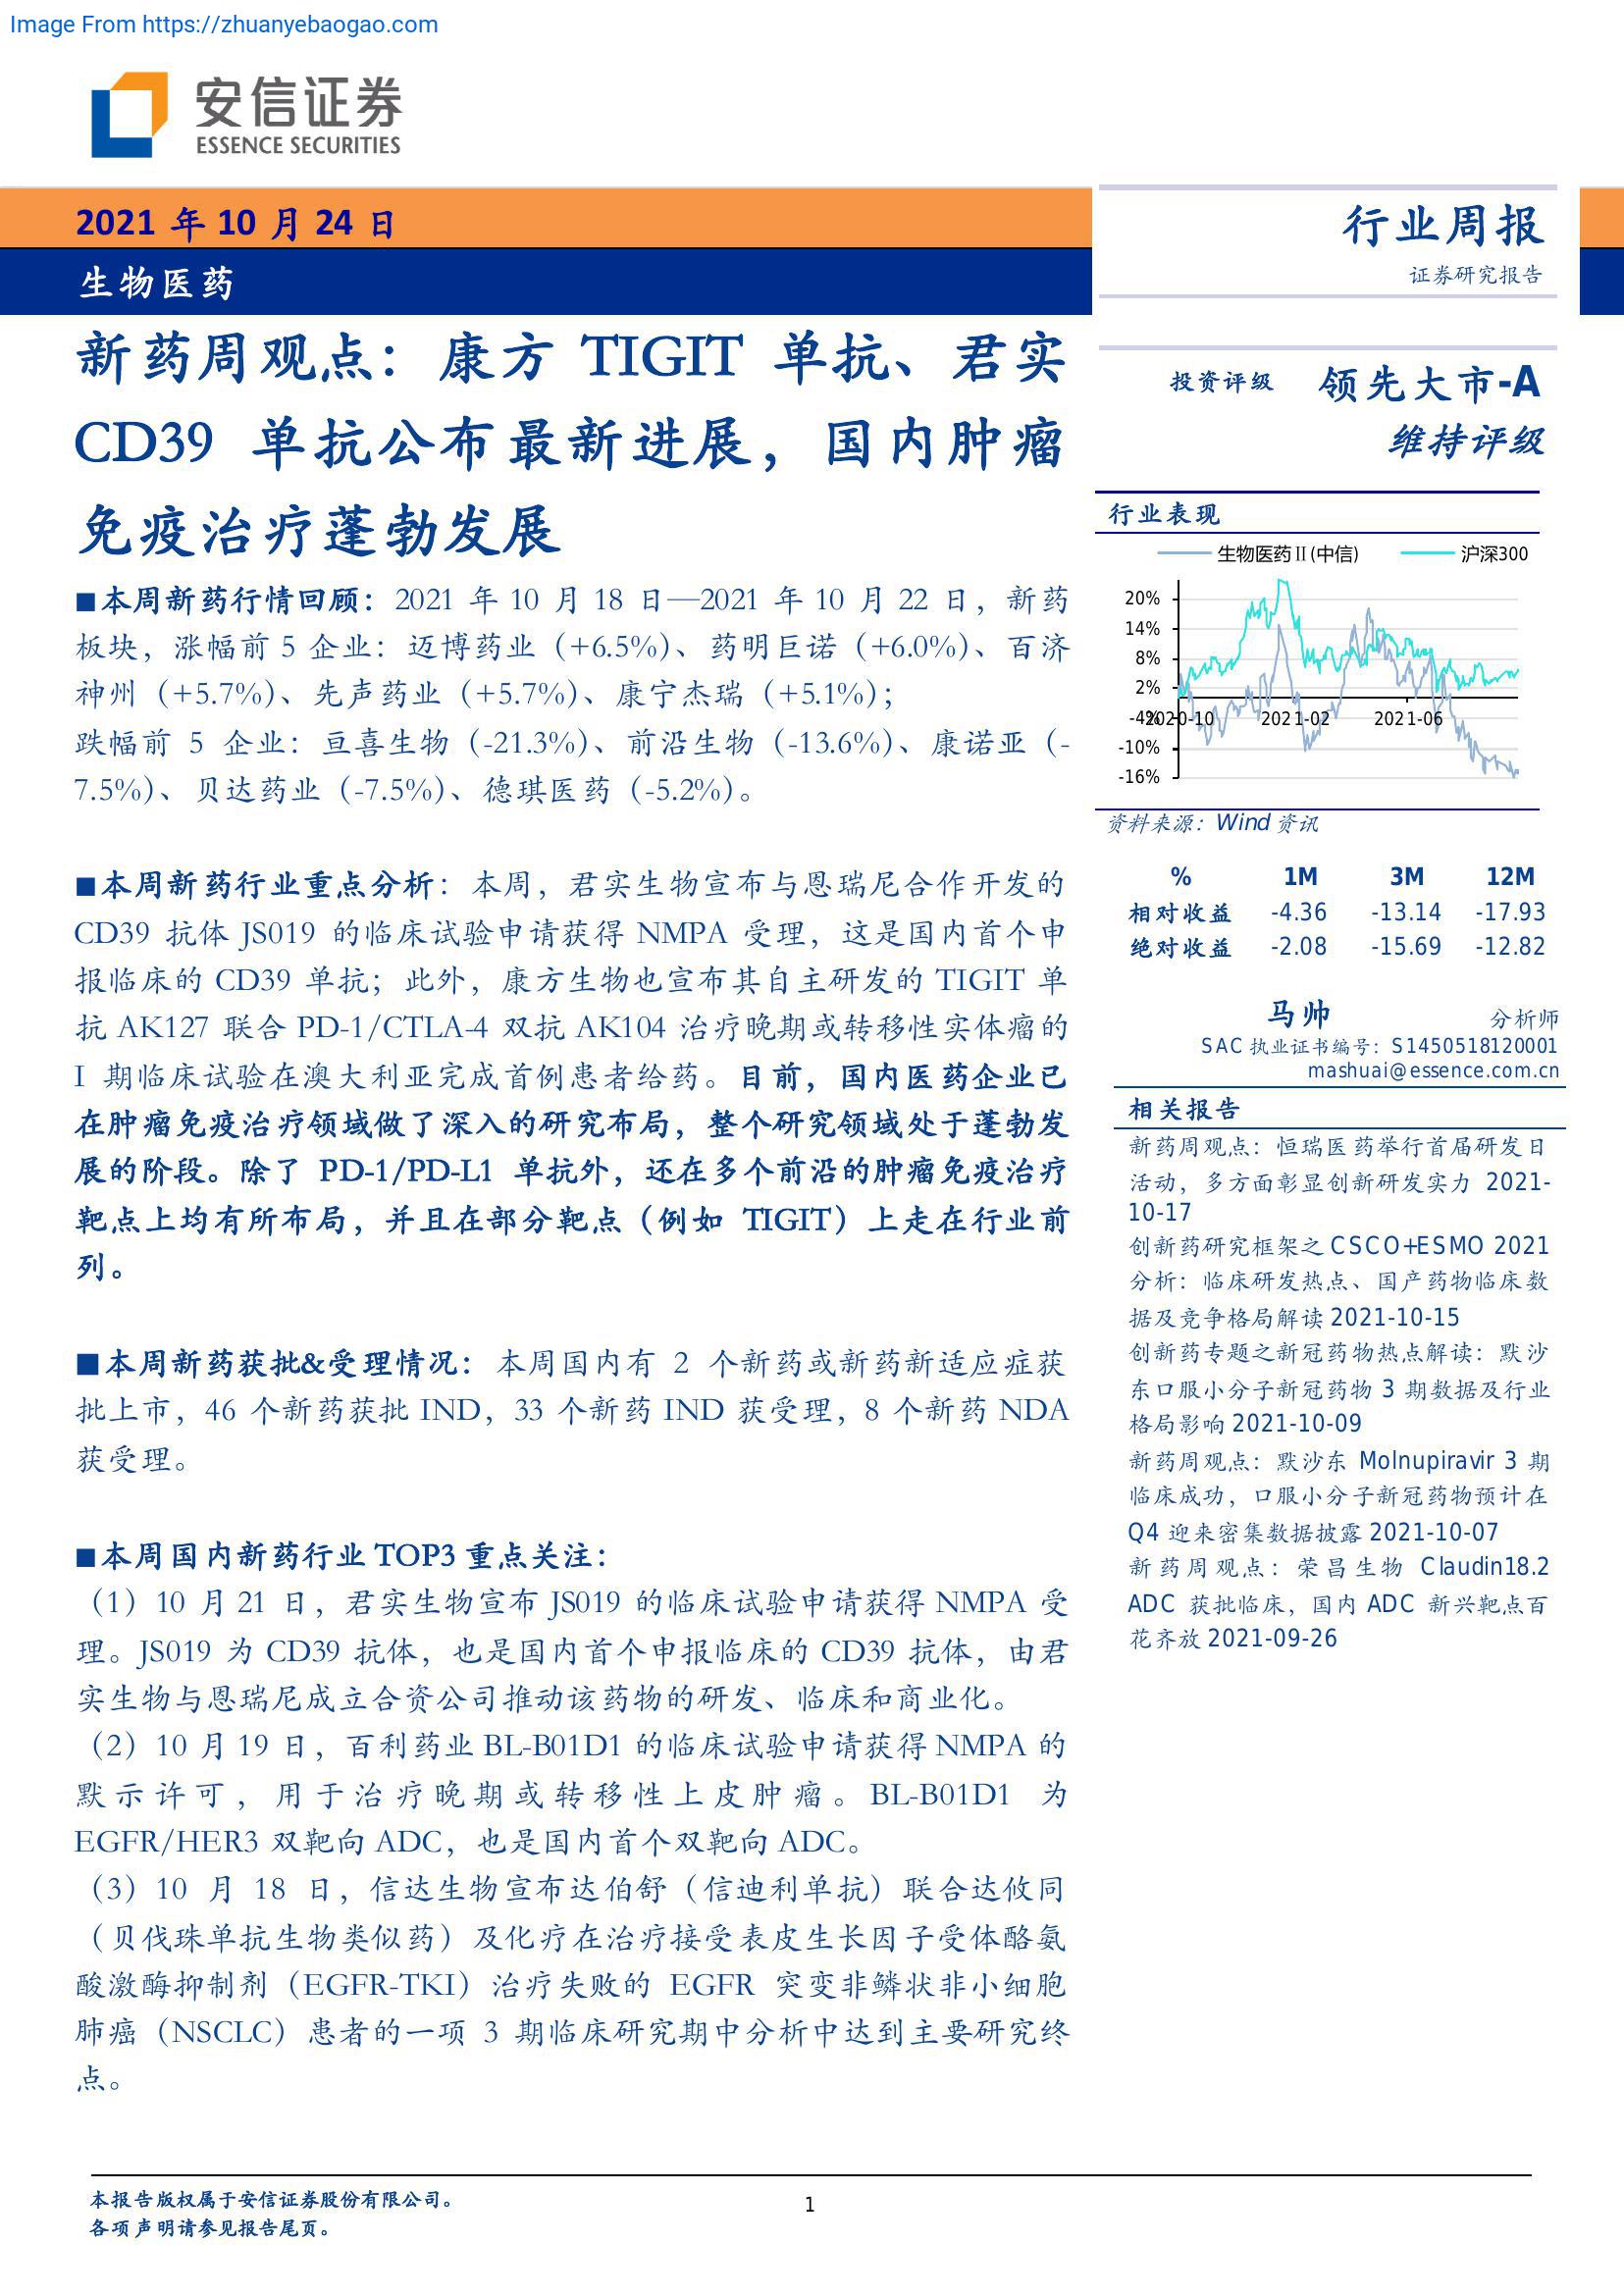 Image From https://zhuanyebaogao.com
安信证券
ESSENCE SECURITIES
2021 年 10 月 24 日
生物医药
行业周报
证券研究报告
新药周观点：康方 TIGIT 单抗、君实
CD39 单抗公布最新进展，国内肿瘤
免疫治疗蓬勃发展
■本周新药行情回顾：2021 年 10 月 18 日—2021 年 10 月 22 日，新药
板块，涨幅前 5 企业：迈博药业（+6.5%）、药明巨诺（+6.0%）、百济
神州（+5.7%）、先声药业（+5.7%）、康宁杰瑞（+5.1%）；
跌幅前 5 企业：亘喜生物（-21.3%）、前沿生物（-13.6%）、康诺亚（-
7.5%）、贝达药业（-7.5%）、德琪医药（-5.2%）。
■本周新药行业重点分析：本周，君实生物宣布与恩瑞尼合作开发的
CD39 抗体 JS019 的临床试验申请获得 NMPA 受理，这是国内首个申
报临床的 CD39 单抗；此外，康方生物也宣布其自主研发的 TIGIT 单
抗 AK127 联合 PD-1/CTLA-4 双抗 AK104 治疗晚期或转移性实体瘤的
I 期临床试验在澳大利亚完成首例患者给药。目前，国内医药企业已
在肿瘤免疫治疗领域做了深入的研究布局，整个研究领域处于蓬勃发
展的阶段。除了 PD-1/PD-L1 单抗外，还在多个前沿的肿瘤免疫治疗
靶点上均有所布局，并且在部分靶点（例如 TIGIT）上走在行业前
列。
■本周新药获批&受理情况：本周国内有 2 个新药或新药新适应症获
批上市，46 个新药获批 IND，33 个新药 IND 获受理，8 个新药 NDA
获受理。
■本周国内新药行业 TOP3 重点关注：
（1）10 月 21 日，君实生物宣布 JS019 的临床试验申请获得 NMPA 受
理。JS019 为 CD39 抗体，也是国内首个申报临床的 CD39 抗体，由君
实生物与恩瑞尼成立合资公司推动该药物的研发、临床和商业化。
（2）10 月 19 日，百利药业 BL-B01D1 的临床试验申请获得 NMPA 的
默示许可，用于治疗晚期或转移性上皮肿瘤。BL-B01D1 为
EGFR/HER3 双靶向 ADC，也是国内首个双靶向 ADC。
（3）10 月 18 日，信达生物宣布达伯舒（信迪利单抗）联合达攸同
（贝伐珠单抗生物类似药）及化疗在治疗接受表皮生长因子受体酪氨
酸激酶抑制剂（EGFR-TKI）治疗失败的 EGFR 突变非鳞状非小细胞
肺癌（NSCLC）患者的一项 3 期临床研究期中分析中达到主要研究终
点。
投资评级 领先大市-A
维持评级
行业表现
生物医药Ⅱ(中信) 沪深300
20%
14%
8%
2%
-4%
-10%
-16%
2020-10 2021-02 2021-06
资料来源：Wind 资讯
% 1M 3M 12M
相对收益 -4.36 -13.14 -17.93
绝对收益 -2.08 -15.69 -12.82
马帅 分析师
SAC 执业证书编号：S1450518120001
mashuai@essence.com.cn
相关报告
新药周观点：恒瑞医药举行首届研发日
活动，多方面彰显创新研发实力 2021-
10-17
创新药研究框架之 CSCO+ESMO 2021
分析：临床研发热点、国产药物临床数
据及竞争格局解读 2021-10-15
创新药专题之新冠药物热点解读：默沙
东口服小分子新冠药物 3 期数据及行业
格局影响 2021-10-09
新药周观点：默沙东 Molnupiravir 3 期
临床成功，口服小分子新冠药物预计在
Q4 迎来密集数据披露 2021-10-07
新药周观点：荣昌生物 Claudin18.2
ADC 获批临床，国内 ADC 新兴靶点百
花齐放 2021-09-26
本报告版权属于安信证券股份有限公司。
各项声明请参见报告尾页。
1